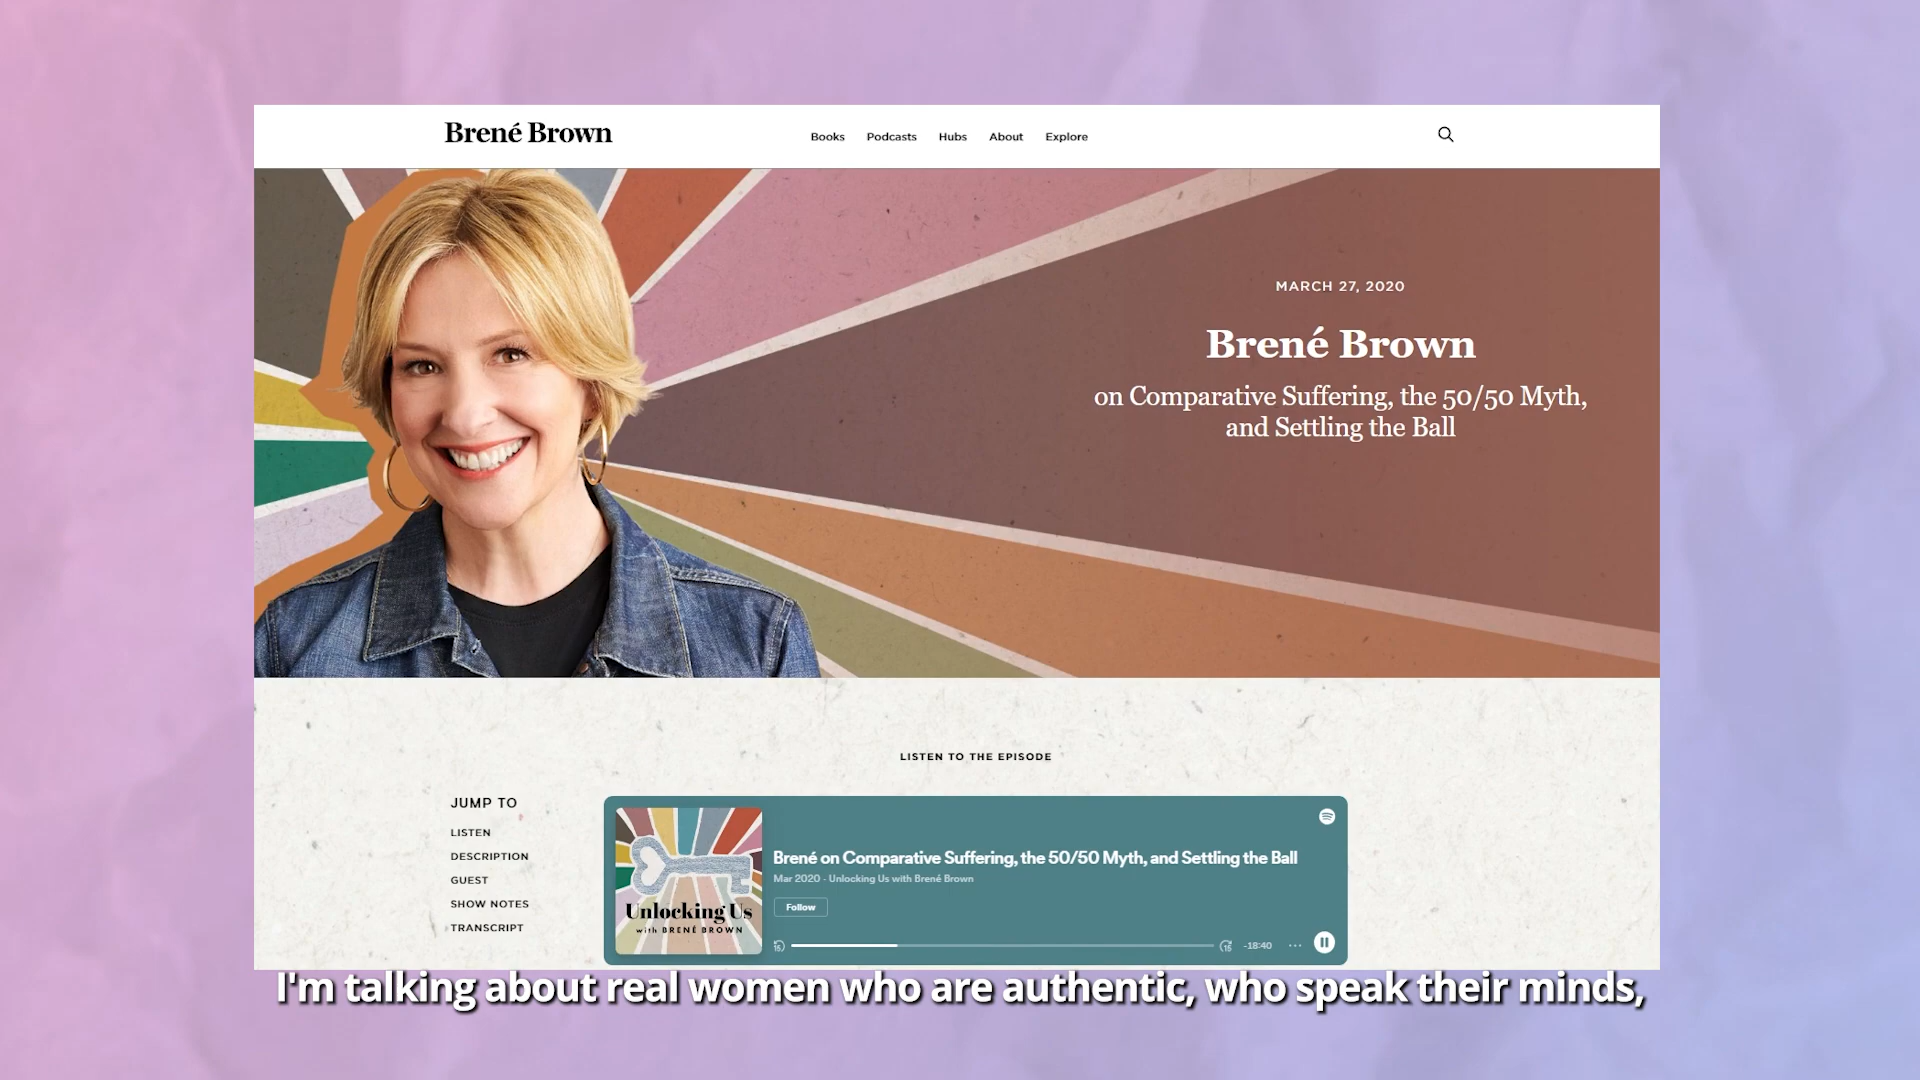 Brené Brown
Books Podcasts Hubs About Explore
MARCH 27, 2020
Brené Brown
on Comparative Suffering, the 50/50 Myth,
and Settling the Ball
LISTEN TO THE EPISODE
JUMP TO
LISTEN
DESCRIPTION
GUEST
SHOW NOTES
TRANSCRIPT
Unlocking Us
with BRENÉ BROWN
Brené on Comparative Suffering, the 50/50 Myth, and Settling the Ball
Mar 2020 · Unlocking Us with Brené Brown
Follow
15
15
-18:40
I'm talking about real women who are authentic, who speak their minds,